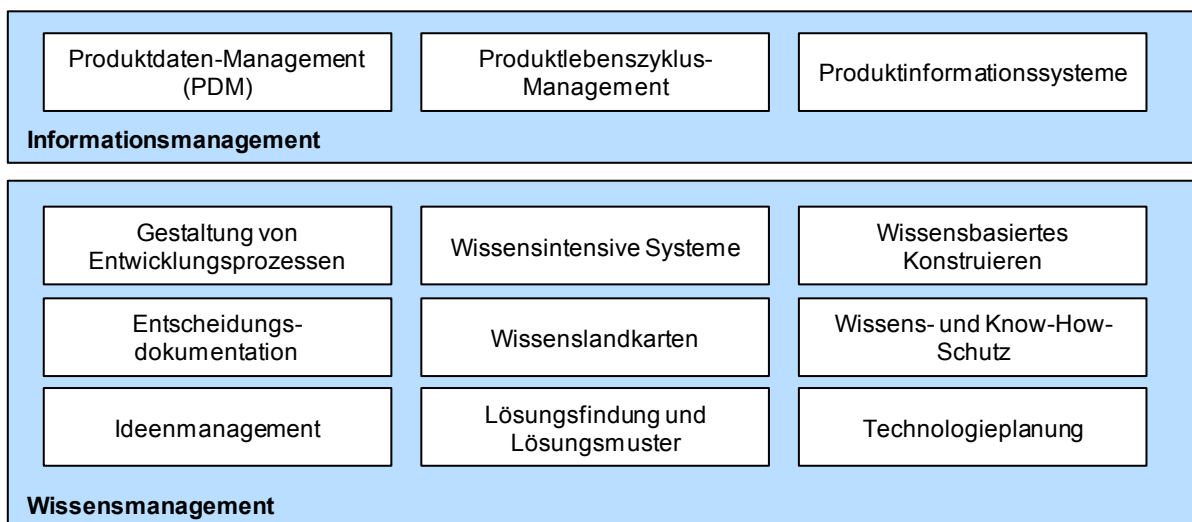 Produktdaten-Management
(PDM)
Produktlebenszyklus-
Management
Produktinformationssysteme
Informationsmanagement
Gestaltung von
Entwicklungsprozessen
Wissensintensive Systeme
Wissensbasiertes
Konstruieren
Entscheidungs-
dokumentation
Wissenslandkarten
Wissens- und Know-How-
Schutz
Ideenmanagement
Lösungsfindung und
Lösungsmuster
Technologieplanung
Wissensmanagement